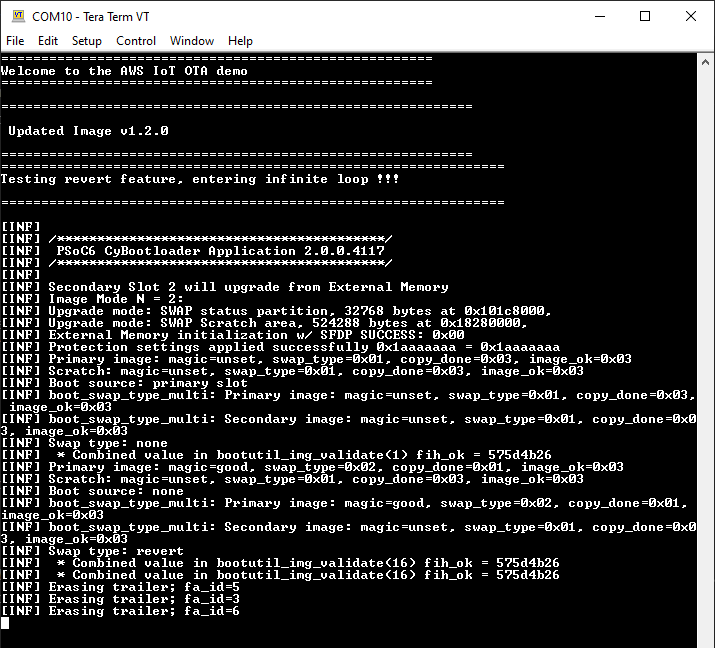 COM10 - Tera Term VT
File Edit Setup Control Window Help
=======================================================
Welcome to the AWS IoT OTA demo
=======================================================
============================================================
Updated Image v1.2.0
============================================================
================================================================
Testing revert feature, entering infinite loop !!!
================================================================
[INF]
[INF] /******************************************/
[INF]  PSoC6 CyBootloader Application 2.0.0.4117
[INF] /******************************************/
[INF]
[INF] Secondary Slot 2 will upgrade from External Memory
[INF] Image Mode N = 2:
[INF] Upgrade mode: SWAP status partition, 32768 bytes at 0x101c8000,
[INF] Upgrade mode: SWAP Scratch area, 524288 bytes at 0x18280000,
[INF] External Memory initialization w/ SFDP SUCCESS: 0x00
[INF] Protection settings applied successfully 0x1aaaaaaa = 0x1aaaaaaa
[INF] Primary image: magic=unset, swap_type=0x01, copy_done=0x03, image_ok=0x03
[INF] Scratch: magic=unset, swap_type=0x01, copy_done=0x03, image_ok=0x03
[INF] Boot source: primary slot
[INF] boot_swap_type_multi: Primary image: magic=unset, swap_type=0x01, copy_done=0x03,
 image_ok=0x03
[INF] boot_swap_type_multi: Secondary image: magic=unset, swap_type=0x01, copy_done=0x0
3, image_ok=0x03
[INF] Swap type: none
[INF]  * Combined value in bootutil_img_validate(1) fih_ok = 575d4b26
[INF] Primary image: magic=good, swap_type=0x02, copy_done=0x01, image_ok=0x03
[INF] Scratch: magic=unset, swap_type=0x01, copy_done=0x03, image_ok=0x03
[INF] Boot source: none
[INF] boot_swap_type_multi: Primary image: magic=good, swap_type=0x02, copy_done=0x01,
image_ok=0x03
[INF] boot_swap_type_multi: Secondary image: magic=unset, swap_type=0x01, copy_done=0x0
3, image_ok=0x03
[INF] Swap type: revert
[INF]  * Combined value in bootutil_img_validate(16) fih_ok = 575d4b26
[INF]  * Combined value in bootutil_img_validate(16) fih_ok = 575d4b26
[INF] Erasing trailer; fa_id=5
[INF] Erasing trailer; fa_id=3
[INF] Erasing trailer; fa_id=6